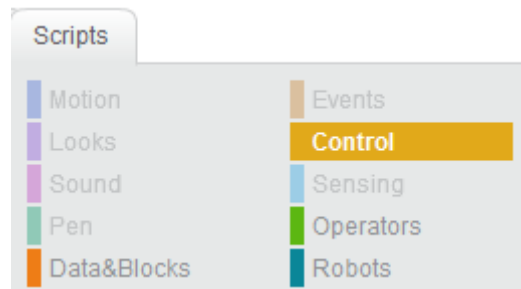 Scripts
Motion
Events
Looks
Control
Sound
Sensing
Pen
Operators
Data&Blocks
Robots